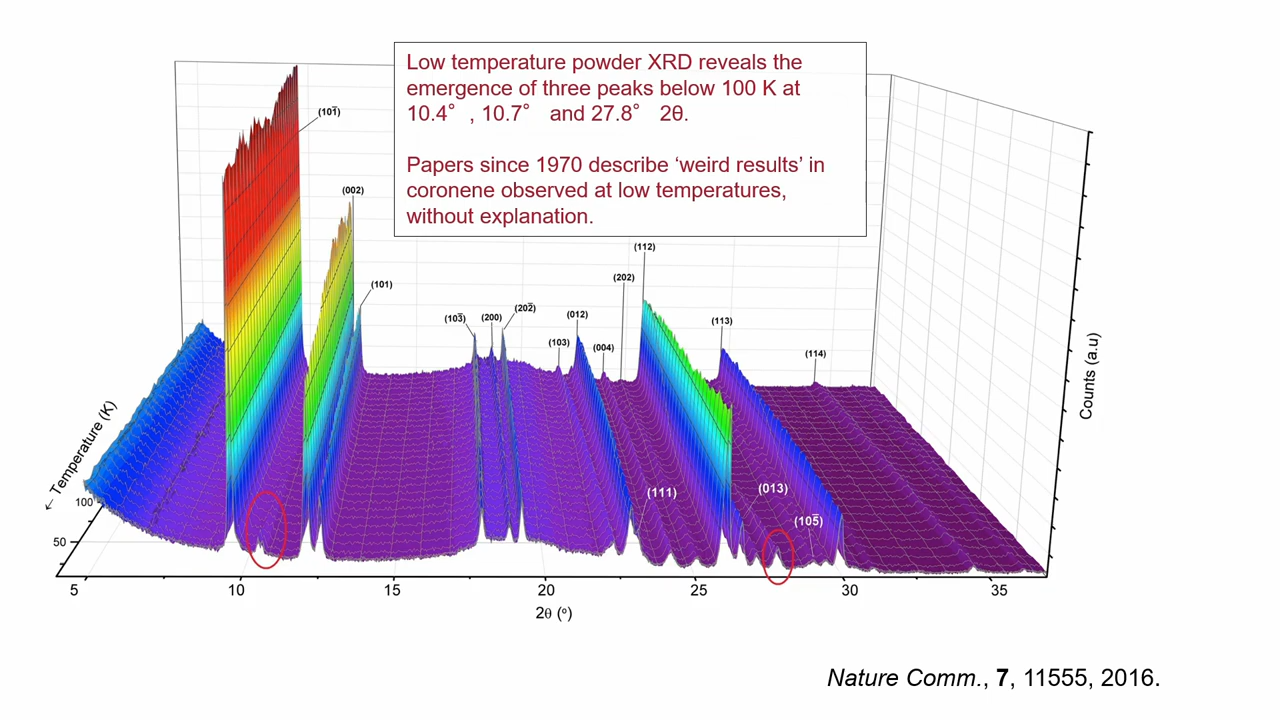 Low temperature powder XRD reveals the
emergence of three peaks below 100 K at
10.4° , 10.7° and 27.8° 2θ.
Papers since 1970 describe ‘weird results’ in
coronene observed at low temperatures,
without explanation.
(101̅)
(002)
(101)
(103̅)
(200)
(202̅)
(103)
(012)
(004)
(202)
(112)
(113)
(114)
(111)
(013)
(105̅)
← Temperature (K)
100
50
Counts (a.u)
5 10 15 20 25 30 35
2θ (º)
Nature Comm., 7, 11555, 2016.